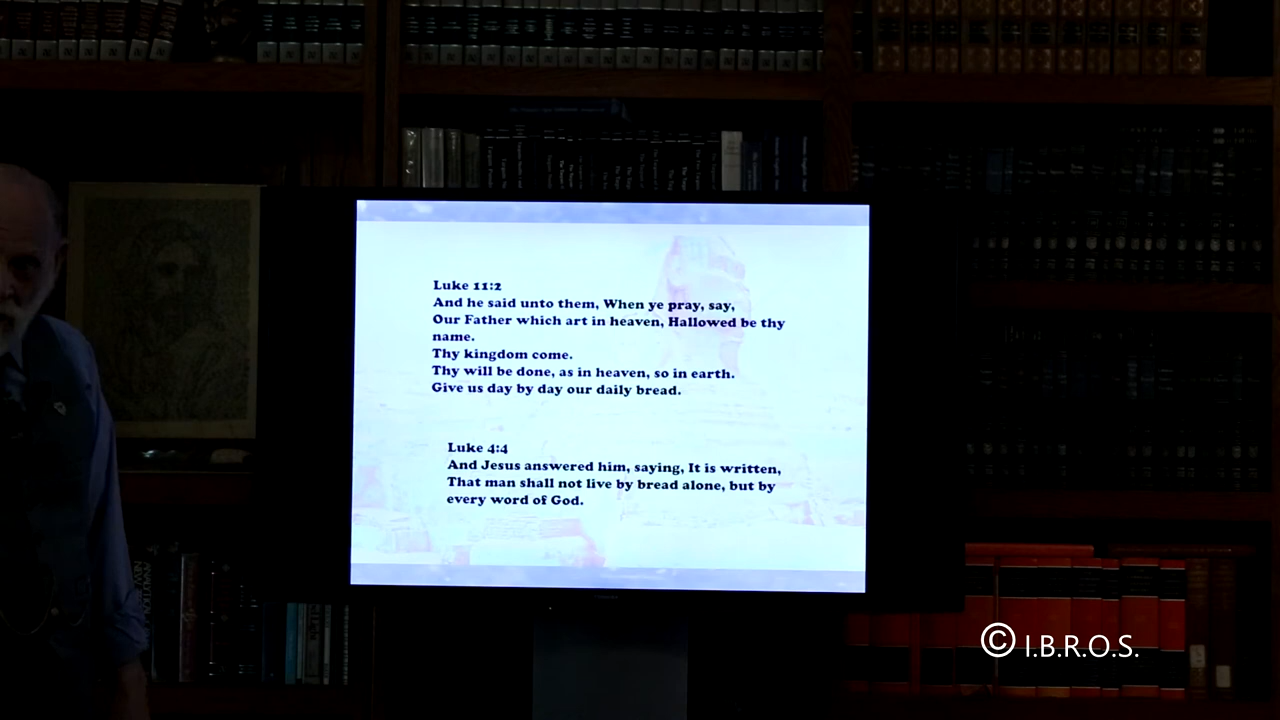 Luke 11:2
And he said unto them, When ye pray, say,
Our Father which art in heaven, Hallowed be thy
name.
Thy kingdom come.
Thy will be done, as in heaven, so in earth.
Give us day by day our daily bread.
Luke 4:4
And Jesus answered him, saying, It is written,
That man shall not live by bread alone, but by
every word of God.
© I.B.R.O.S.